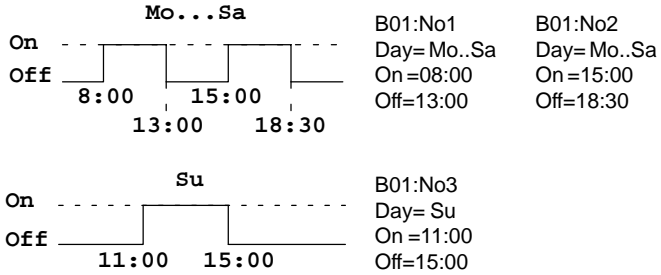 Mo...Sa
On
Off
8:00 15:00
13:00 18:30
B01:No1
Day= Mo..Sa
On =08:00
Off=13:00
B01:No2
Day= Mo..Sa
On =15:00
Off=18:30
Su
On
Off
11:00 15:00
B01:No3
Day= Su
On =11:00
Off=15:00